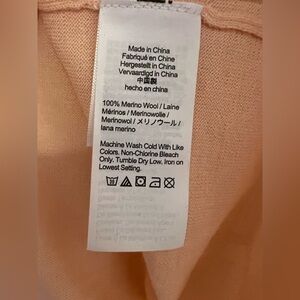 Made in China
Fabriqué en Chine
Hergestellt in China
Vervaardigd in China
中国製
hecho en china
100% Merino Wool / Laine
Mérinos / Merinowolle /
Merinowol / メリノウール /
lana merino
Machine Wash Cold With Like
Colors. Non-Chlorine Bleach
Only. Tumble Dry Low, Iron on
Lowest Setting.